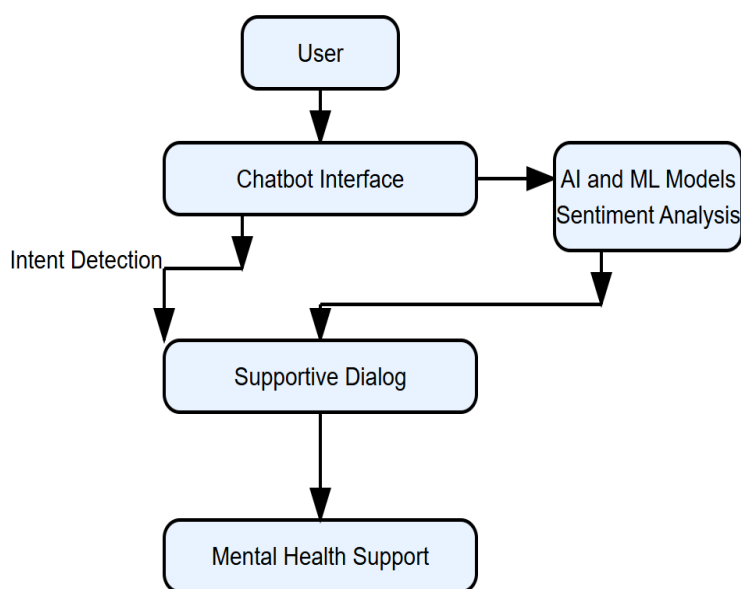 User
Chatbot Interface
AI and ML Models
Sentiment Analysis
Intent Detection
Supportive Dialog
Mental Health Support